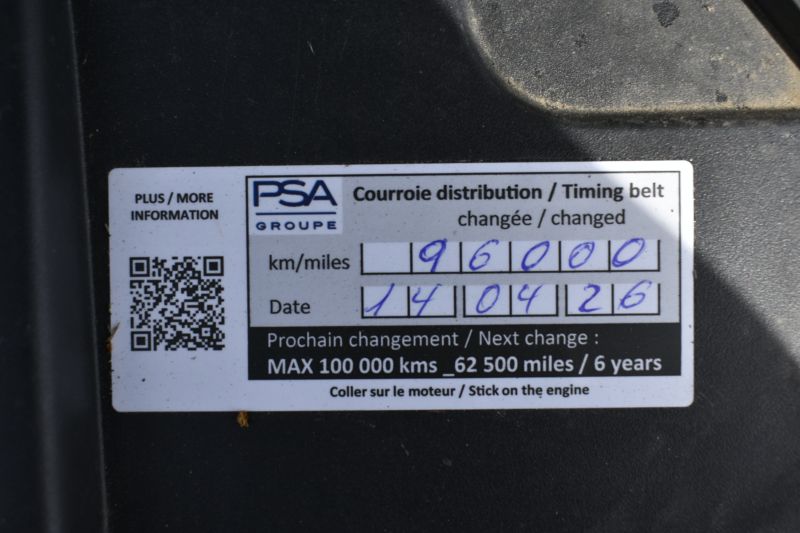 PLUS / MORE
INFORMATION
PSA
GROUPE
Courroie distribution / Timing belt
changée / changed
km/miles 96000
Date 14 04 26
Prochain changement / Next change :
MAX 100 000 kms _62 500 miles / 6 years
Coller sur le moteur / Stick on the engine